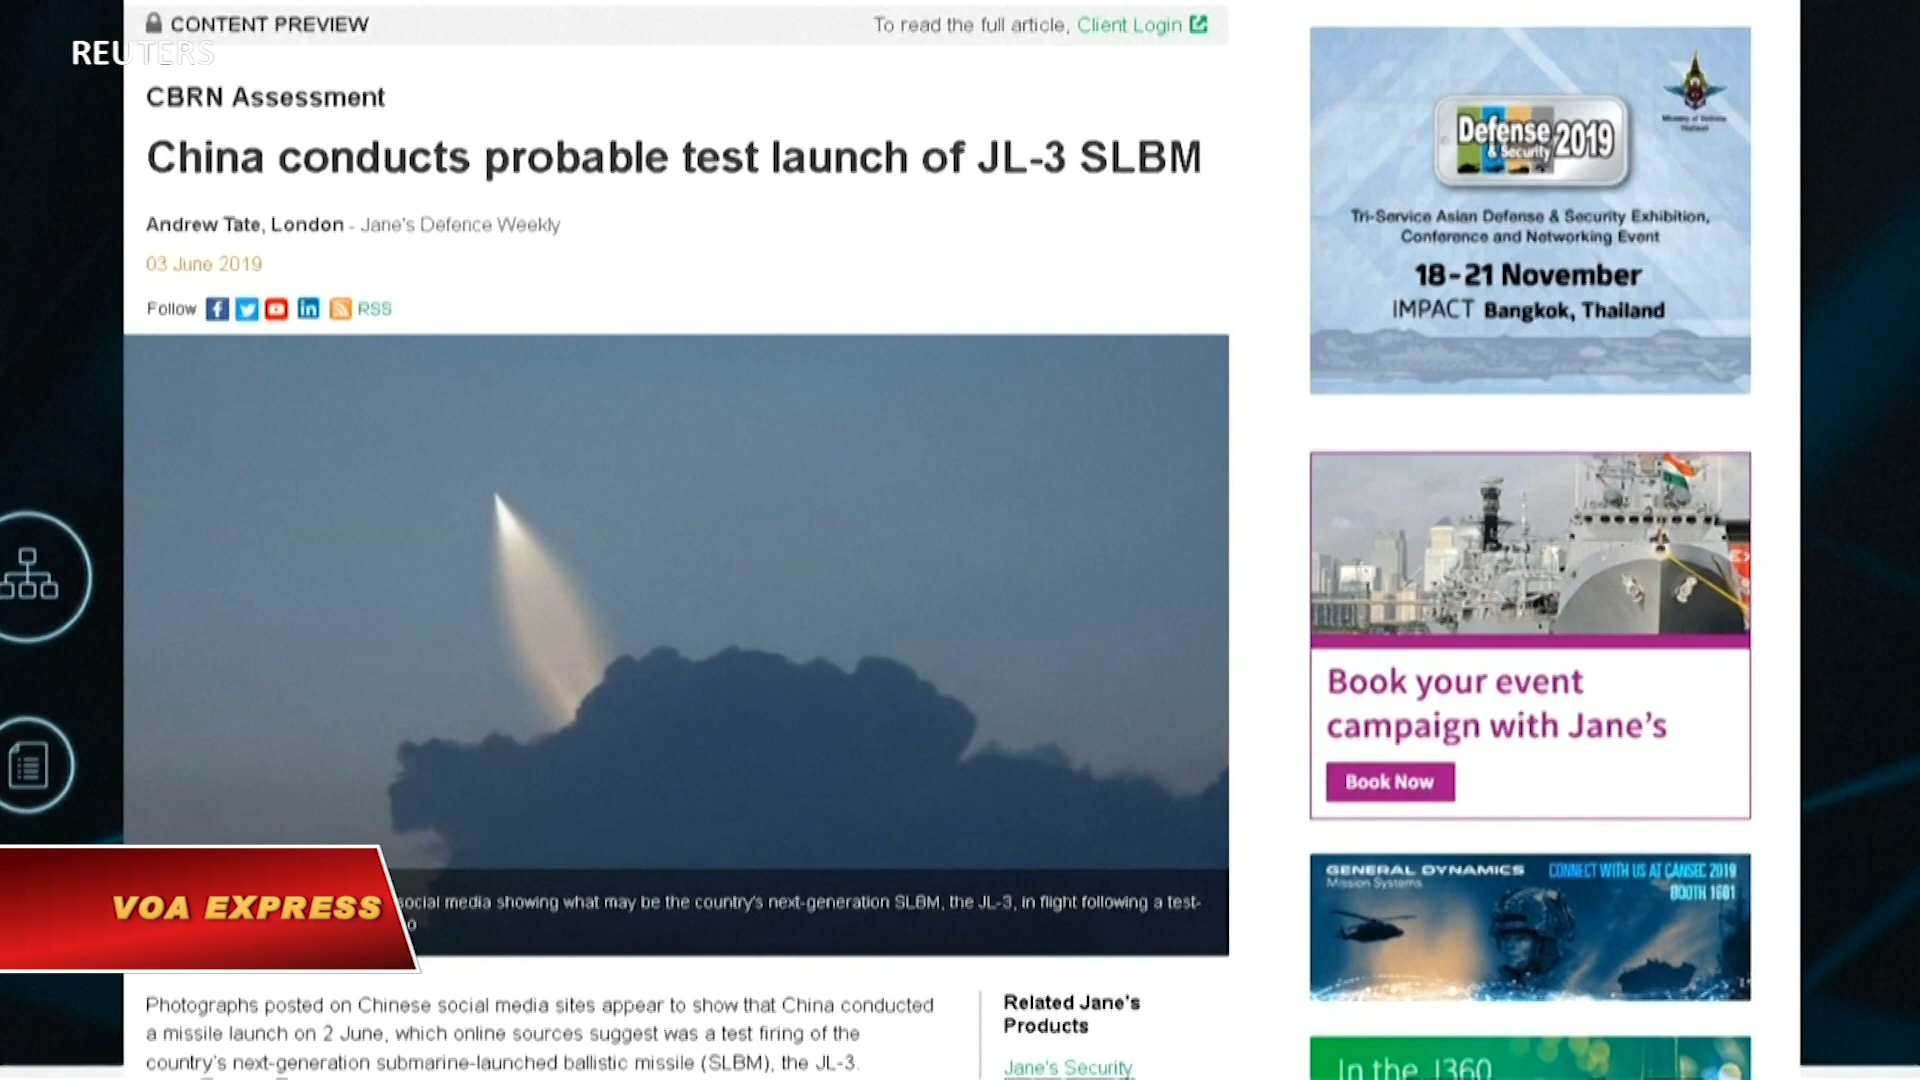 CONTENT PREVIEW
To read the full article, Client Login
REUTERS
CBRN Assessment
China conducts probable test launch of JL-3 SLBM
Andrew Tate, London - Jane's Defence Weekly
03 June 2019
Follow
RSS
social media showing what may be the country's next-generation SLBM, the JL-3, in flight following a test-
VOA EXPRESS
Photographs posted on Chinese social media sites appear to show that China conducted
a missile launch on 2 June, which online sources suggest was a test firing of the
country's next-generation submarine-launched ballistic missile (SLBM), the JL-3.
Related Jane's
Products
Jane's Security
Defense
& Security
2019
Ministry of Defence
Thailand
Tri-Service Asian Defense & Security Exhibition,
Conference and Networking Event
18-21 November
IMPACT Bangkok, Thailand
Book your event
campaign with Jane's
Book Now
GENERAL DYNAMICS
Mission Systems
CONNECT WITH US AT CANSEC 2019
BOOTH 1601
In the J360